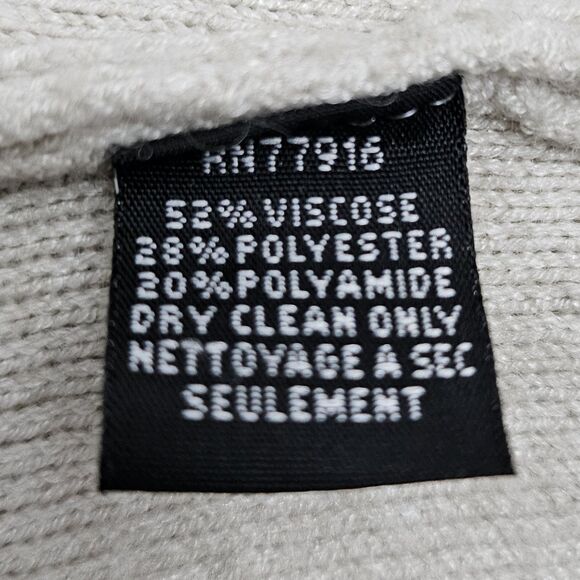 RN77916
52% VISCOSE
28% POLYESTER
20% POLYAMIDE
DRY CLEAN ONLY
NETTOYAGE A SEC
SEULEMENT